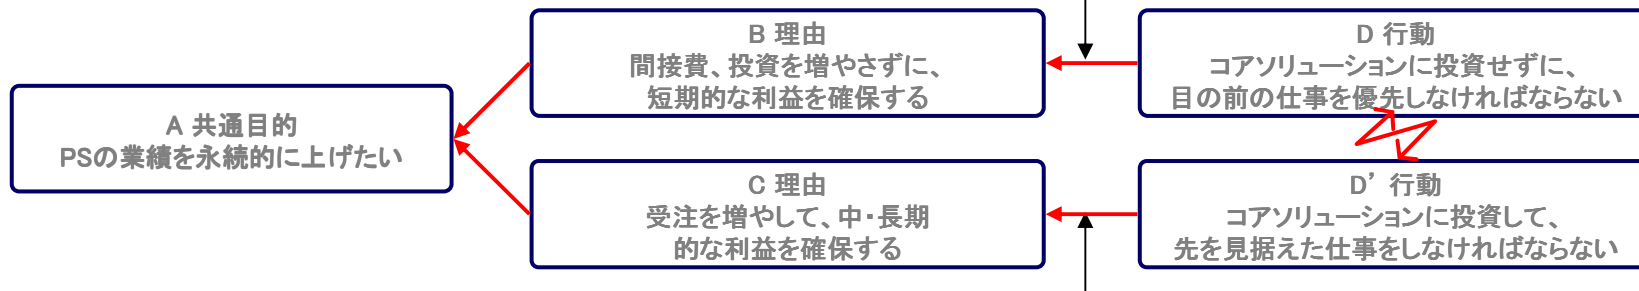 B 理由
間接費、投資を増やさずに、
短期的な利益を確保する
D 行動
コアソリューションに投資せずに、
目の前の仕事を優先しなければならない
A 共通目的
PSの業績を永続的に上げたい
C 理由
受注を増やして、中・長期
的な利益を確保する
D’ 行動
コアソリューションに投資して、
先を見据えた仕事をしなければならない